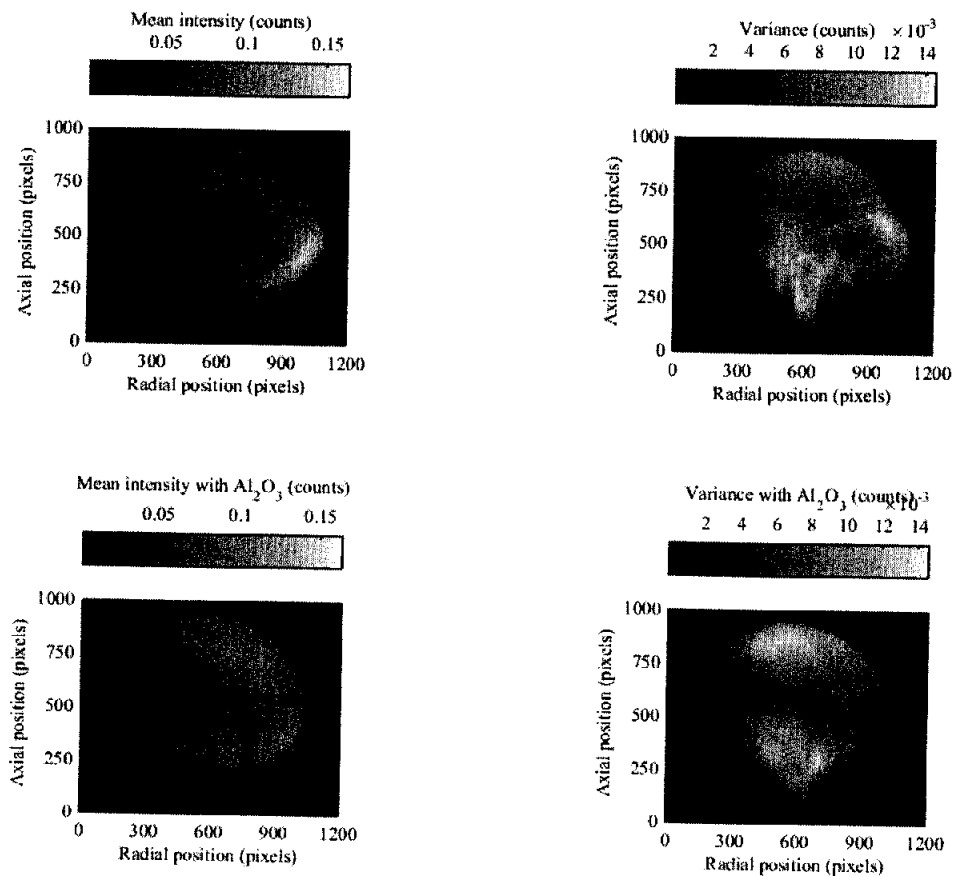 Mean intensity (counts)
0.05 0.1 0.15
1000
750
500
250
0
Axial position (pixels)
0 300 600 900 1200
Radial position (pixels)
Variance (counts) ×10⁻³
2 4 6 8 10 12 14
1000
750
500
250
0
Axial position (pixels)
0 300 600 900 1200
Radial position (pixels)
Mean intensity with Al₂O₃ (counts)
0.05 0.1 0.15
1000
750
500
250
0
Axial position (pixels)
0 300 600 900 1200
Radial position (pixels)
Variance with Al₂O₃ (counts) ×10⁻³
2 4 6 8 10 12 14
1000
750
500
250
0
Axial position (pixels)
0 300 600 900 1200
Radial position (pixels)